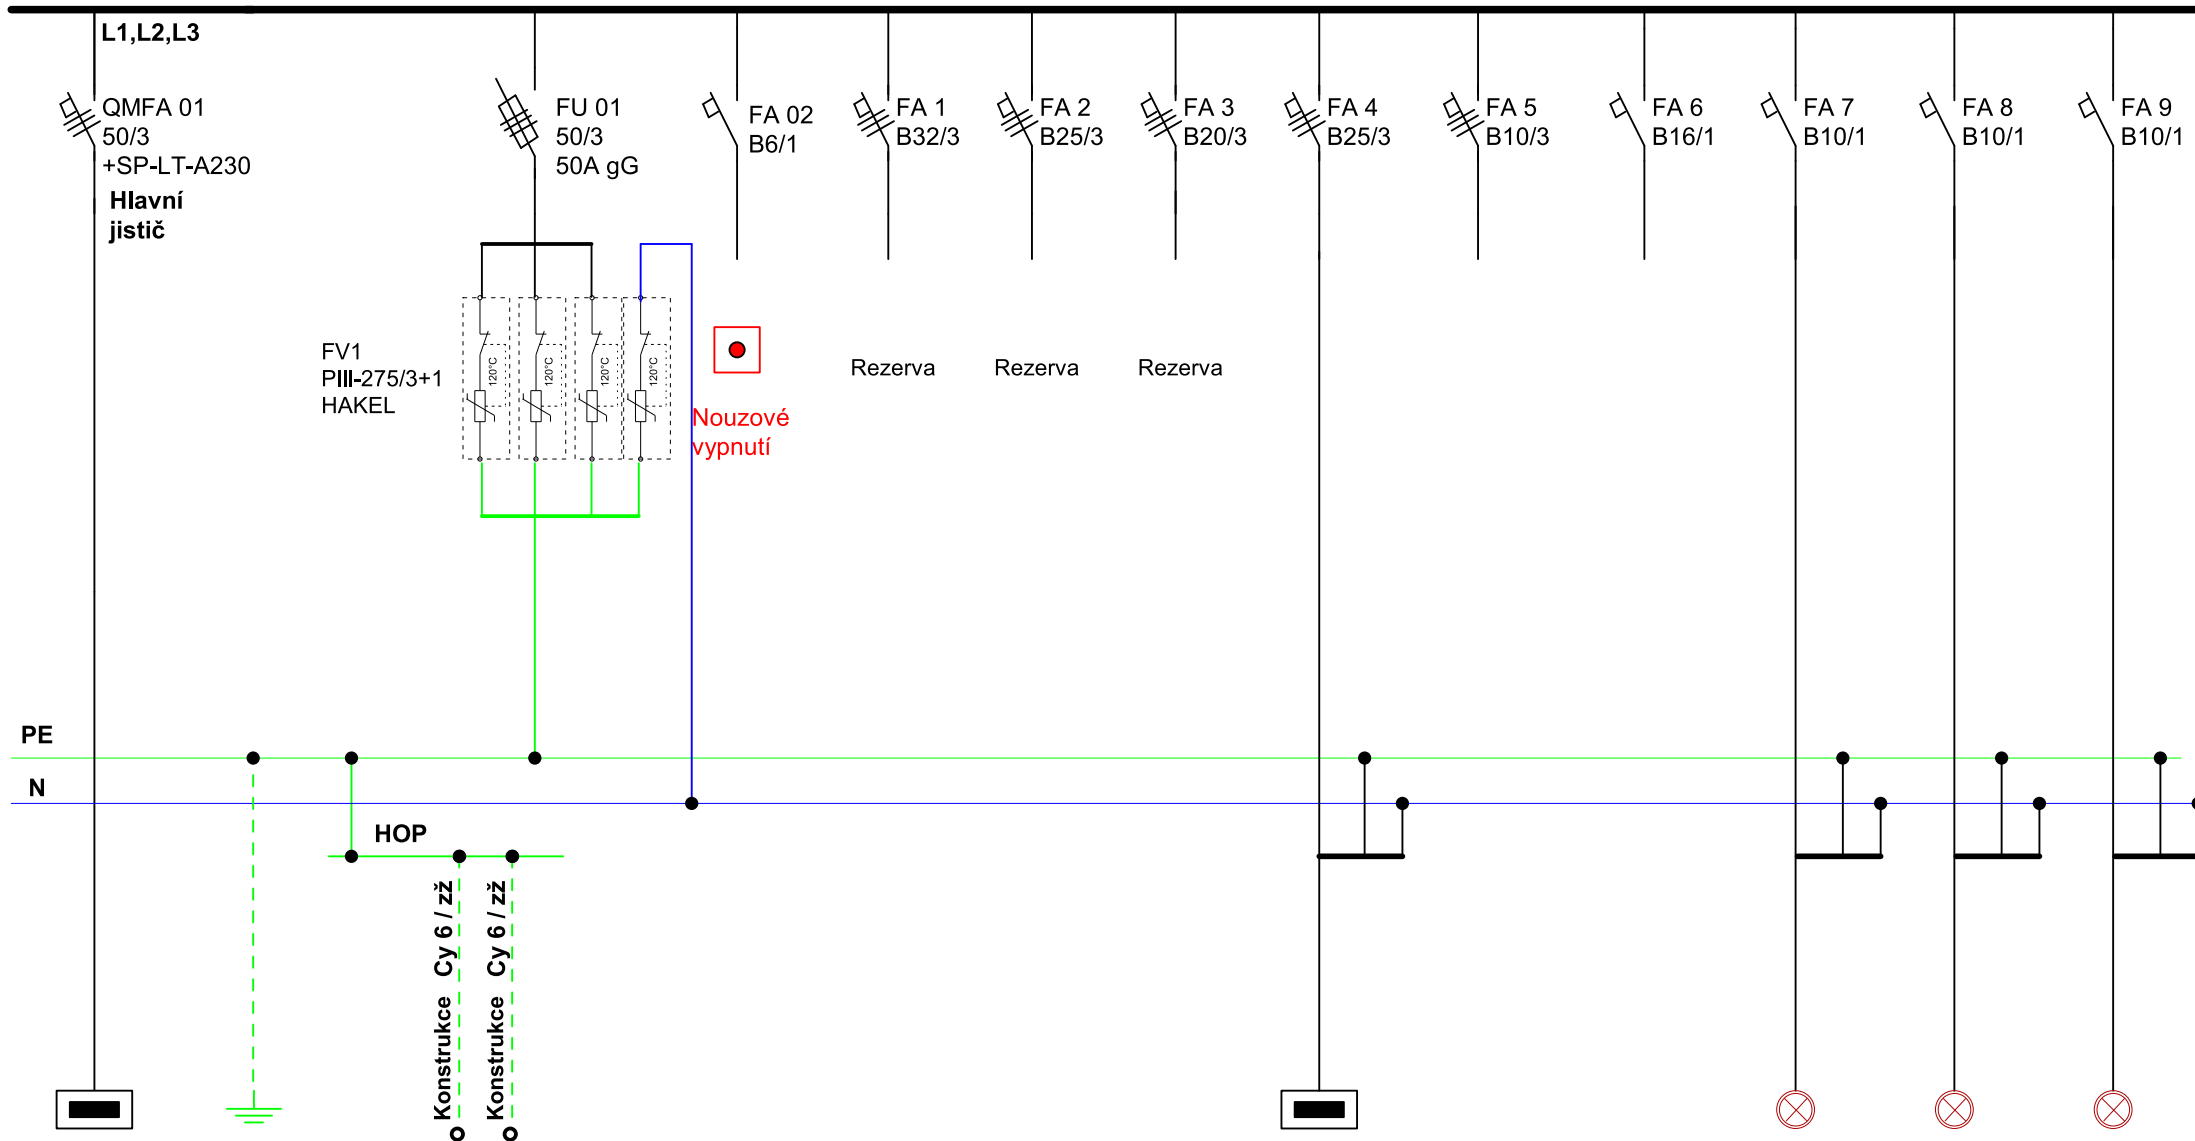 L1,L2,L3
QMFA 01
50/3
+SP-LT-A230
Hlavní
jistič
FU 01
50/3
50A gG
FA 02
B6/1
FA 1
B32/3
FA 2
B25/3
FA 3
B20/3
FA 4
B25/3
FA 5
B10/3
FA 6
B16/1
FA 7
B10/1
FA 8
B10/1
FA 9
B10/1
FV1
PIII-275/3+1
HAKEL
120°C
120°C
120°C
120°C
Nouzové
vypnutí
Rezerva
Rezerva
Rezerva
PE
N
HOP
Konstrukce Cy 6 / zž
Konstrukce Cy 6 / zž